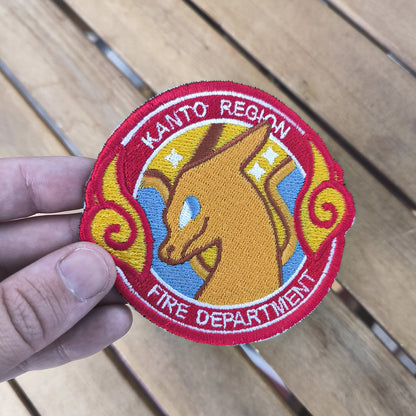 KANTO REGION
FIRE DEPARTMENT